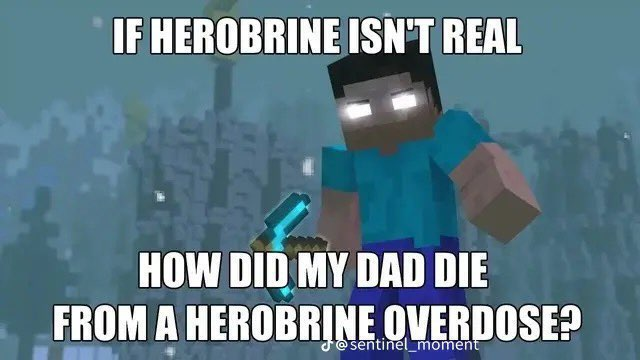 IF HEROBRINE ISN'T REAL
HOW DID MY DAD DIE
FROM A HEROBRINE OVERDOSE?
@sentinel_moment